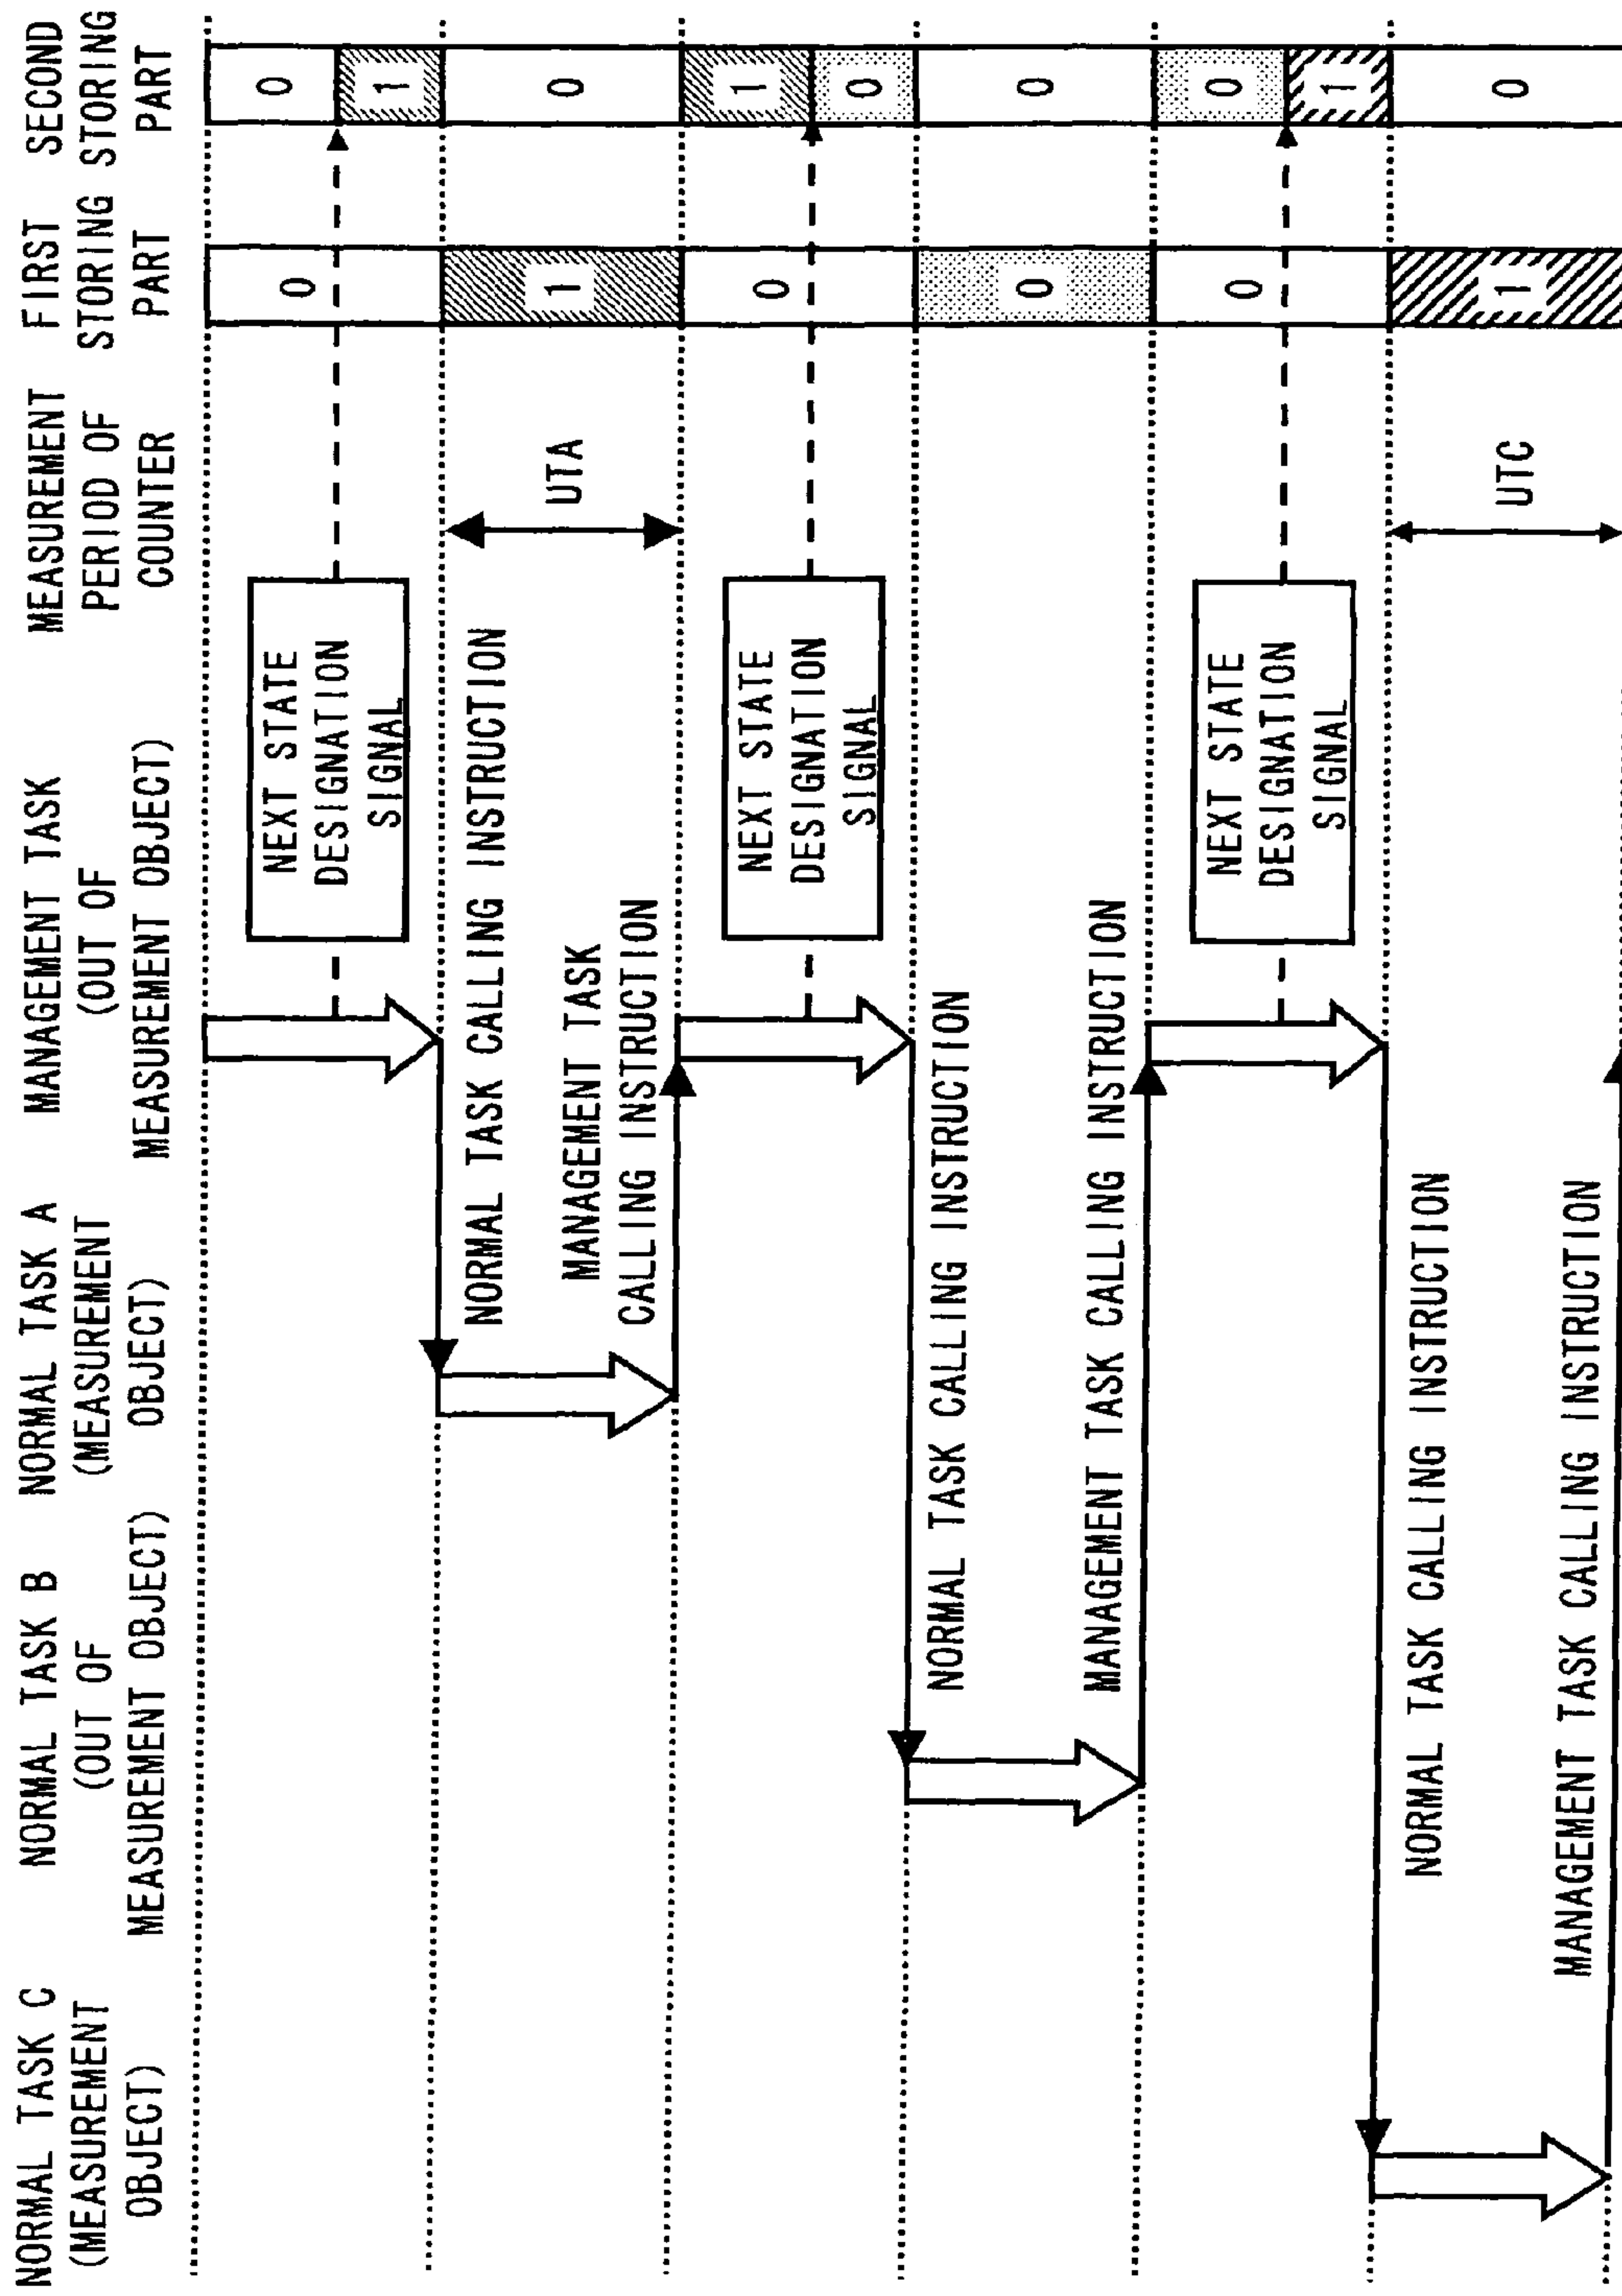 NORMAL TASK C
(MEASUREMENT
OBJECT)
NORMAL TASK B
(OUT OF
MEASUREMENT OBJECT)
NORMAL TASK A
(MEASUREMENT
OBJECT)
MANAGEMENT TASK
(OUT OF
MEASUREMENT OBJECT)
MEASUREMENT
PERIOD OF
COUNTER
FIRST
STORING
PART
SECOND
STORING
PART
NEXT STATE
DESIGNATION
SIGNAL
0
0
1
NORMAL TASK CALLING INSTRUCTION
MANAGEMENT TASK
CALLING INSTRUCTION
UTA
1
0
NEXT STATE
DESIGNATION
SIGNAL
0
1
0
NORMAL TASK CALLING INSTRUCTION
MANAGEMENT TASK CALLING INSTRUCTION
0
0
NEXT STATE
DESIGNATION
SIGNAL
0
0
1
NORMAL TASK CALLING INSTRUCTION
MANAGEMENT TASK CALLING INSTRUCTION
UTC
1
0